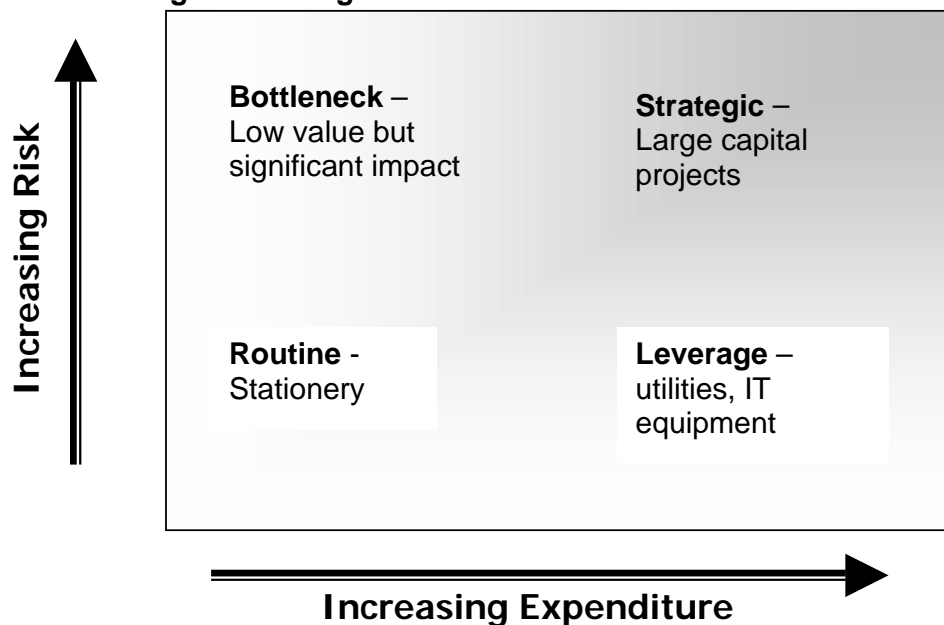 Increasing Risk
Bottleneck –
Low value but
significant impact
Strategic –
Large capital
projects
Routine -
Stationery
Leverage –
utilities, IT
equipment
Increasing Expenditure